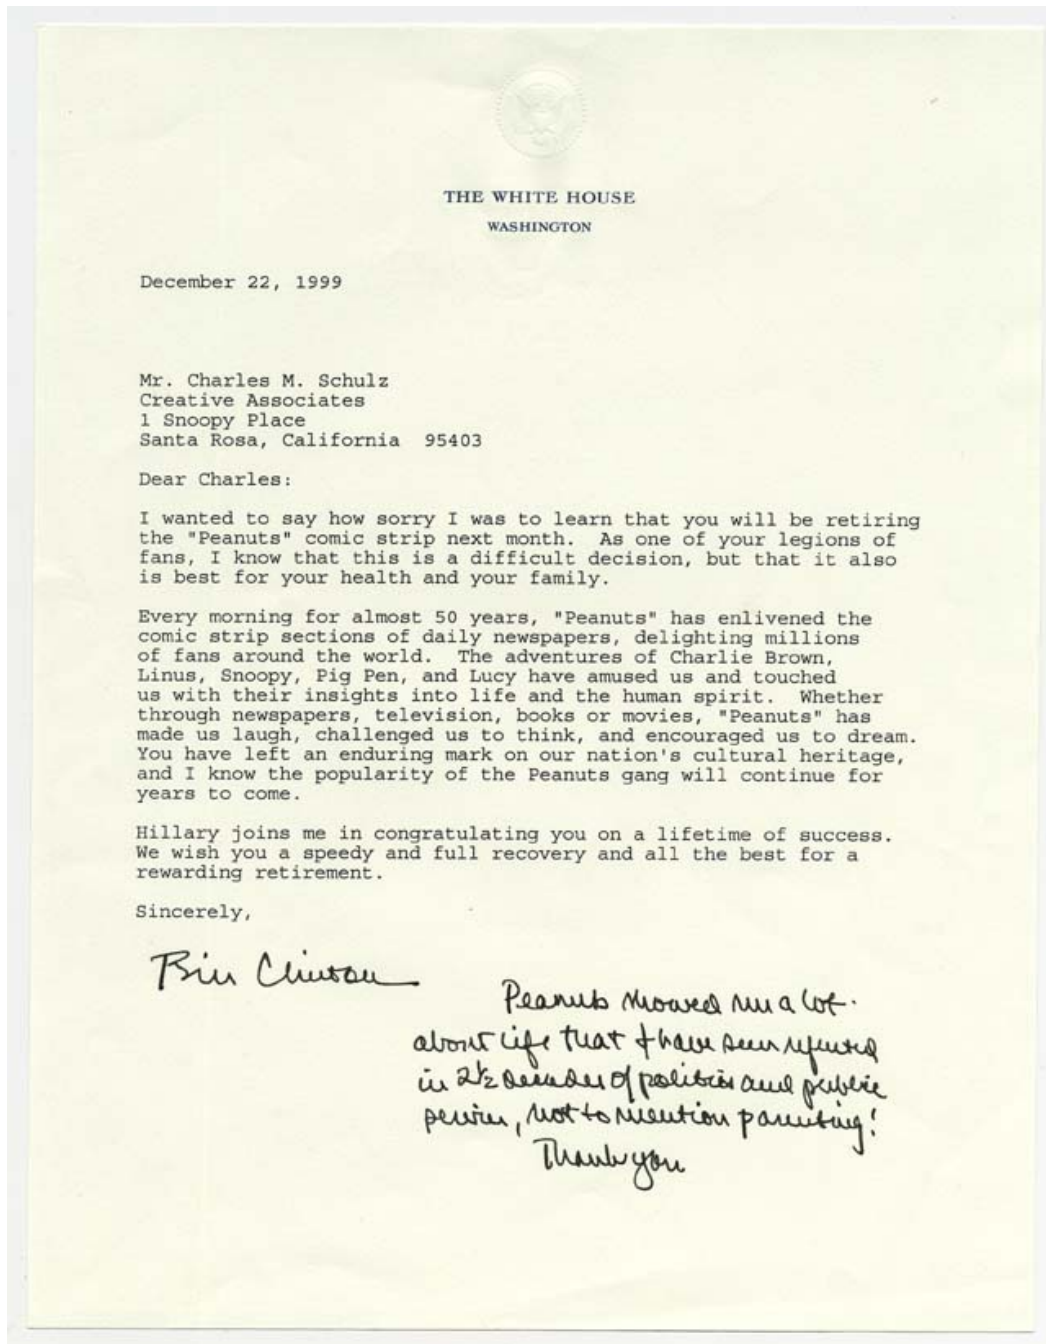 THE WHITE HOUSE
WASHINGTON
December 22, 1999
Mr. Charles M. Schulz
Creative Associates
1 Snoopy Place
Santa Rosa, California  95403
Dear Charles:
I wanted to say how sorry I was to learn that you will be retiring
the "Peanuts" comic strip next month.  As one of your legions of
fans, I know that this is a difficult decision, but that it also
is best for your health and your family.
Every morning for almost 50 years, "Peanuts" has enlivened the
comic strip sections of daily newspapers, delighting millions
of fans around the world.  The adventures of Charlie Brown,
Linus, Snoopy, Pig Pen, and Lucy have amused us and touched
us with their insights into life and the human spirit.  Whether
through newspapers, television, books or movies, "Peanuts" has
made us laugh, challenged us to think, and encouraged us to dream.
You have left an enduring mark on our nation's cultural heritage,
and I know the popularity of the Peanuts gang will continue for
years to come.
Hillary joins me in congratulating you on a lifetime of success.
We wish you a speedy and full recovery and all the best for a
rewarding retirement.
Sincerely,
Bill Clinton
Peanuts showed me a lot
about life that I have seen repeated
in 2½ decades of politics and public
service, not to mention parenting!
Thank you